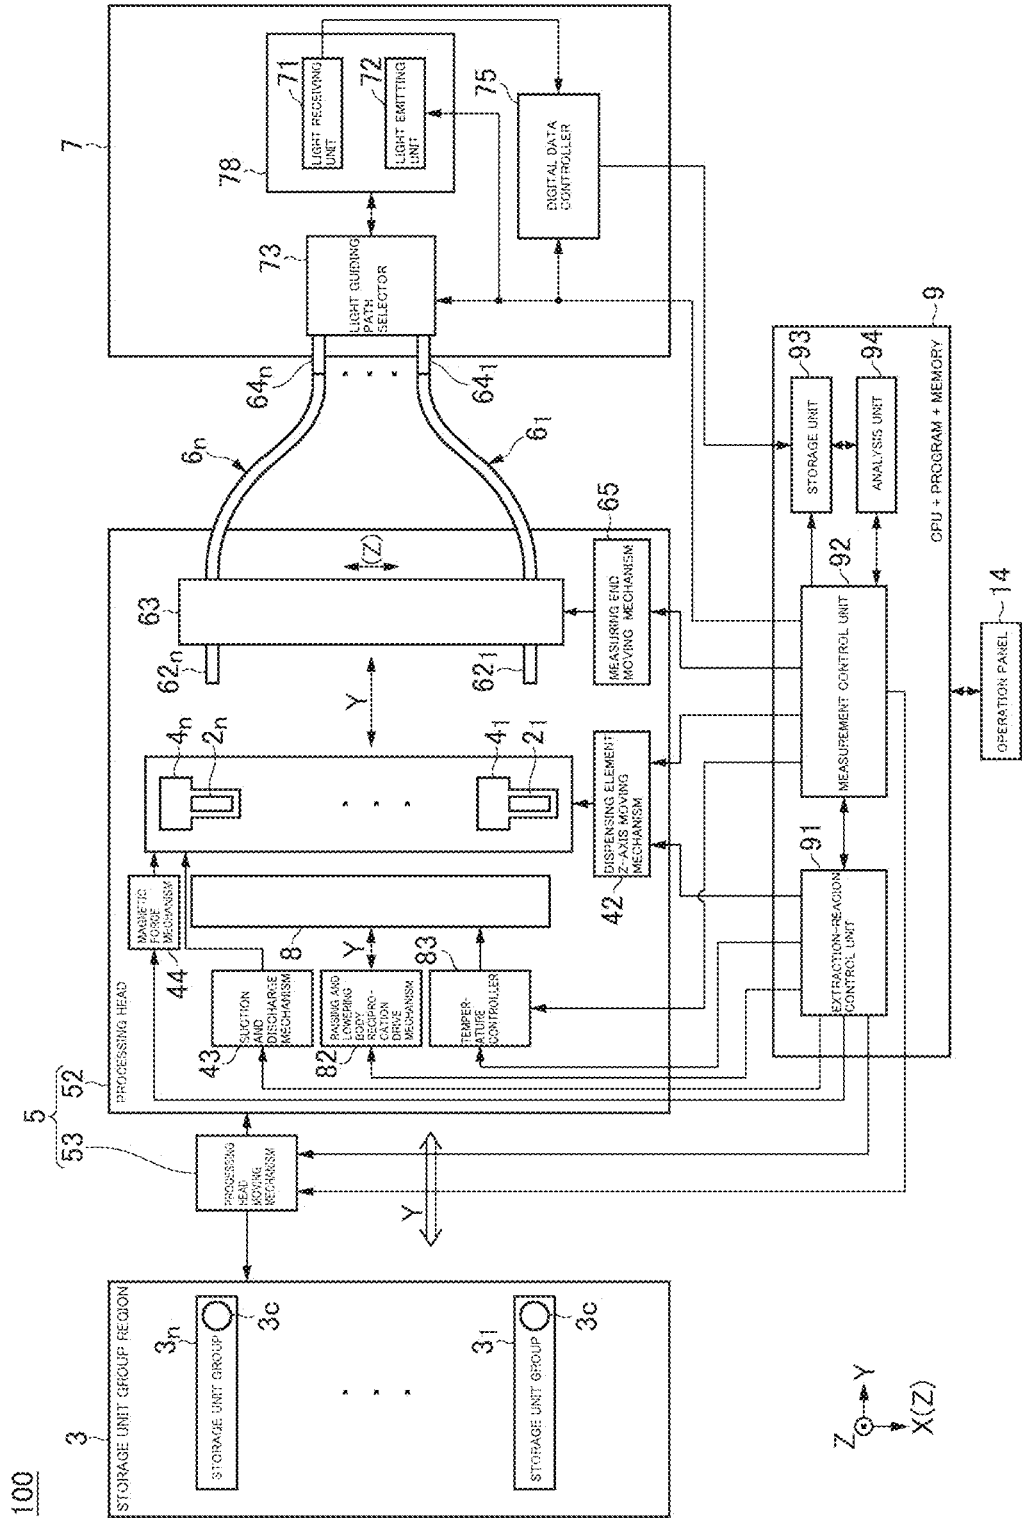 100
3
STORAGE UNIT GROUP REGION
3n
STORAGE UNIT GROUP
3c
31
STORAGE UNIT GROUP
3c
5
53
52
PROCESSING
HEAD
MOVING
MECHANISM
Y
PROCESSING HEAD
44
MAGNETIC
FORCE
MECHANISM
43
SUCTION
AND
DISCHARGE
MECHANISM
82
RAISING AND
LOWERING
BODY
RECIPRO-
CATION
DRIVE
MECHANISM
83
TEMPER-
ATURE
CONTROLLER
8
Y
4n
2n
41
21
42
DISPENSING ELEMENT
Z-AXIS MOVING
MECHANISM
Y
62n
621
63
(Z)
65
MEASURING END
MOVING MECHANISM
6n
61
64n
641
7
73
LIGHT GUIDING
PATH
SELECTOR
78
71
LIGHT RECEIVING
UNIT
72
LIGHT EMITTING
UNIT
75
DIGITAL DATA
CONTROLLER
9
CPU + PROGRAM + MEMORY
91
EXTRACTION-REACION
CONTROL UNIT
92
MEASUREMENT CONTROL UNIT
93
STORAGE UNIT
94
ANALYSIS UNIT
14
OPERATION PANEL
Z
Y
X(Z)